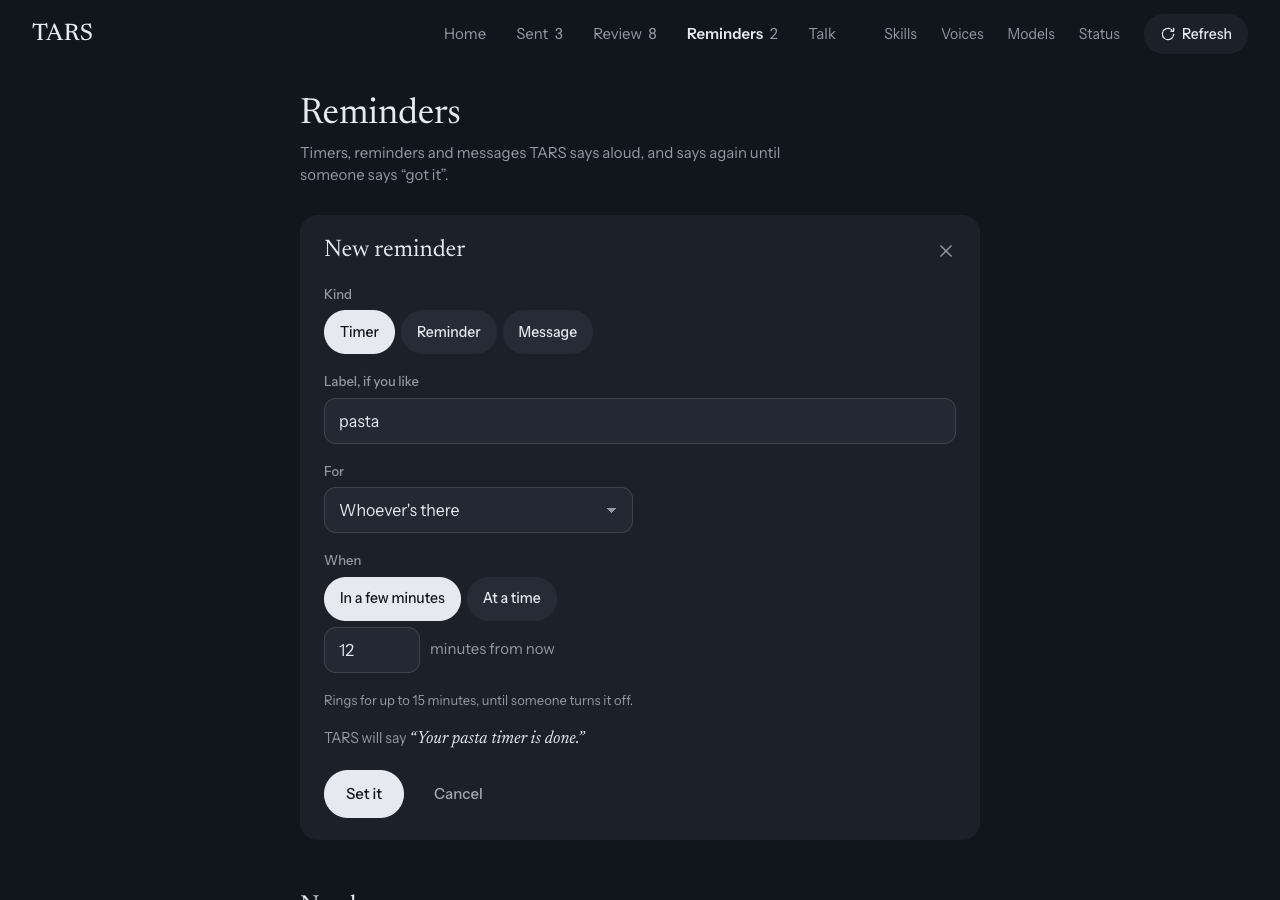 TARS
Home
Sent 3
Review 8
Reminders 2
Talk
Skills
Voices
Models
Status
Refresh
Reminders
Timers, reminders and messages TARS says aloud, and says again until
someone says “got it”.
New reminder
Kind
Timer
Reminder
Message
Label, if you like
pasta
For
Whoever's there
When
In a few minutes
At a time
12 minutes from now
Rings for up to 15 minutes, until someone turns it off.
TARS will say “Your pasta timer is done.”
Set it
Cancel